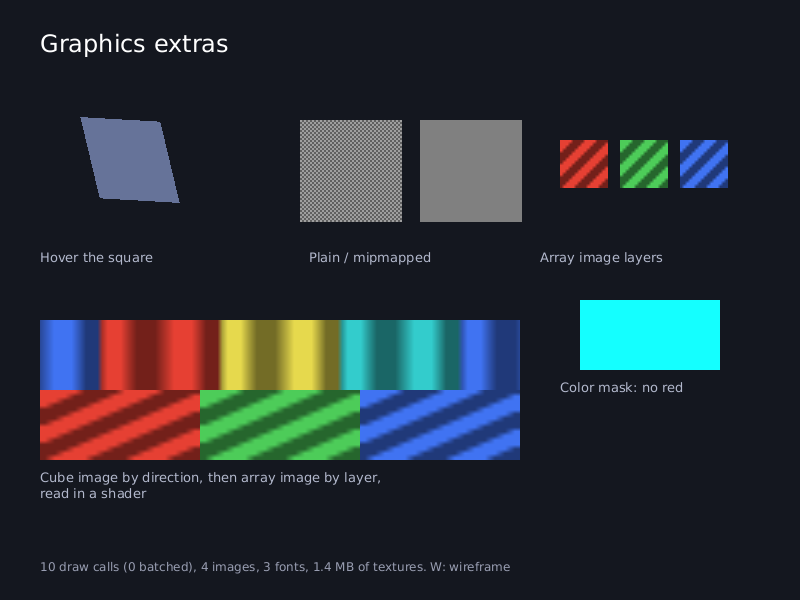 Graphics extras
Hover the square
Plain / mipmapped
Array image layers
Color mask: no red
Cube image by direction, then array image by layer,
read in a shader
10 draw calls (0 batched), 4 images, 3 fonts, 1.4 MB of textures. W: wireframe